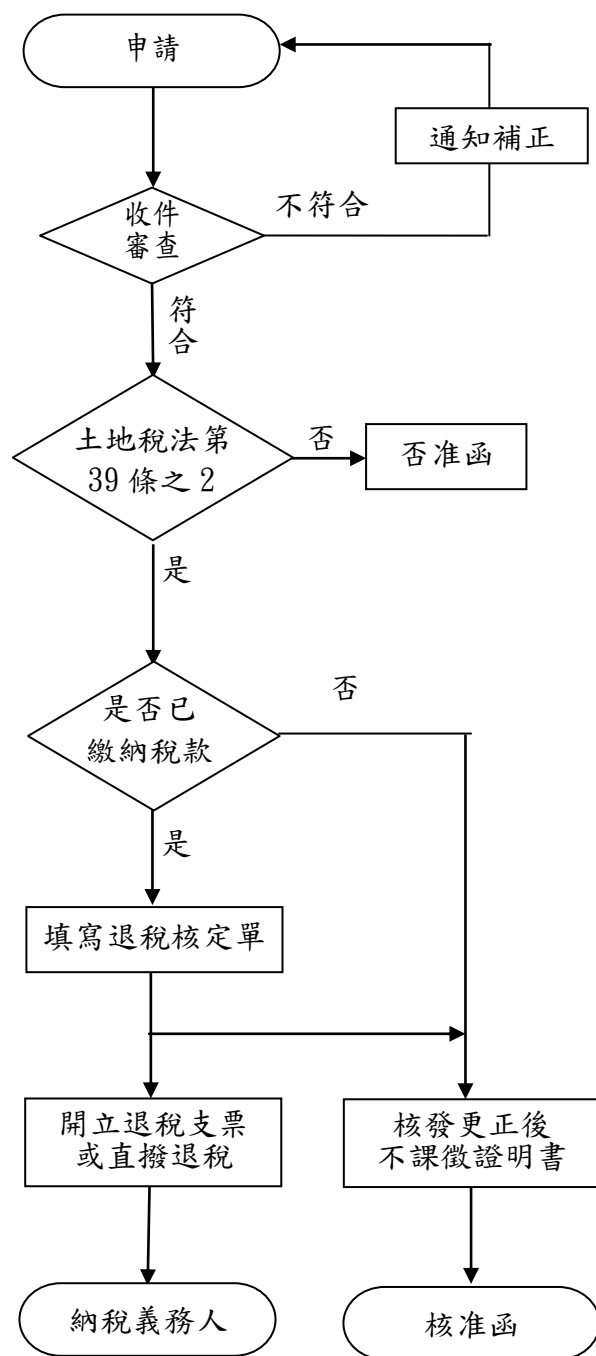 申請
通知補正
收件
審查
不符合
符
合
土地稅法第
39 條之 2
否
否准函
是
是否已
繳納稅款
否
是
填寫退稅核定單
開立退稅支票
或直撥退稅
核發更正後
不課徵證明書
納稅義務人
核准函